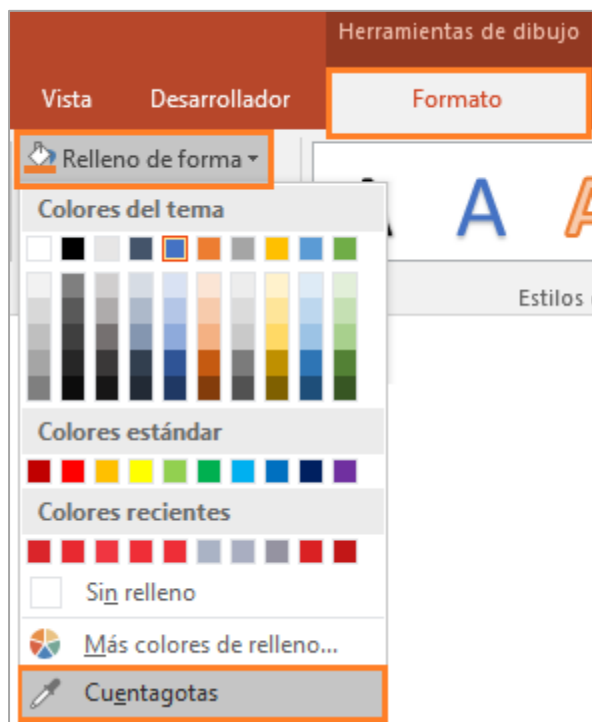 Herramientas de dibujo
Vista Desarrollador Formato
Relleno de forma
Colores del tema
A A A
Estilos
Colores estándar
Colores recientes
Sin relleno
Más colores de relleno...
Cuentagotas